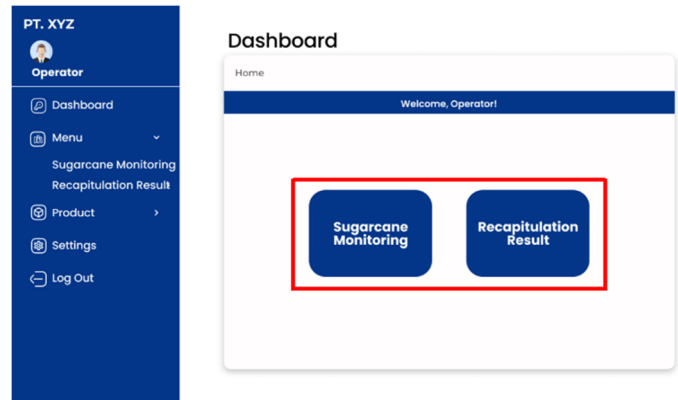 PT. XYZ
Operator
Dashboard
Menu
Sugarcane Monitoring
Recapitulation Result
Product
Settings
Log Out
Dashboard
Home
Welcome, Operator!
Sugarcane
Monitoring
Recapitulation
Result